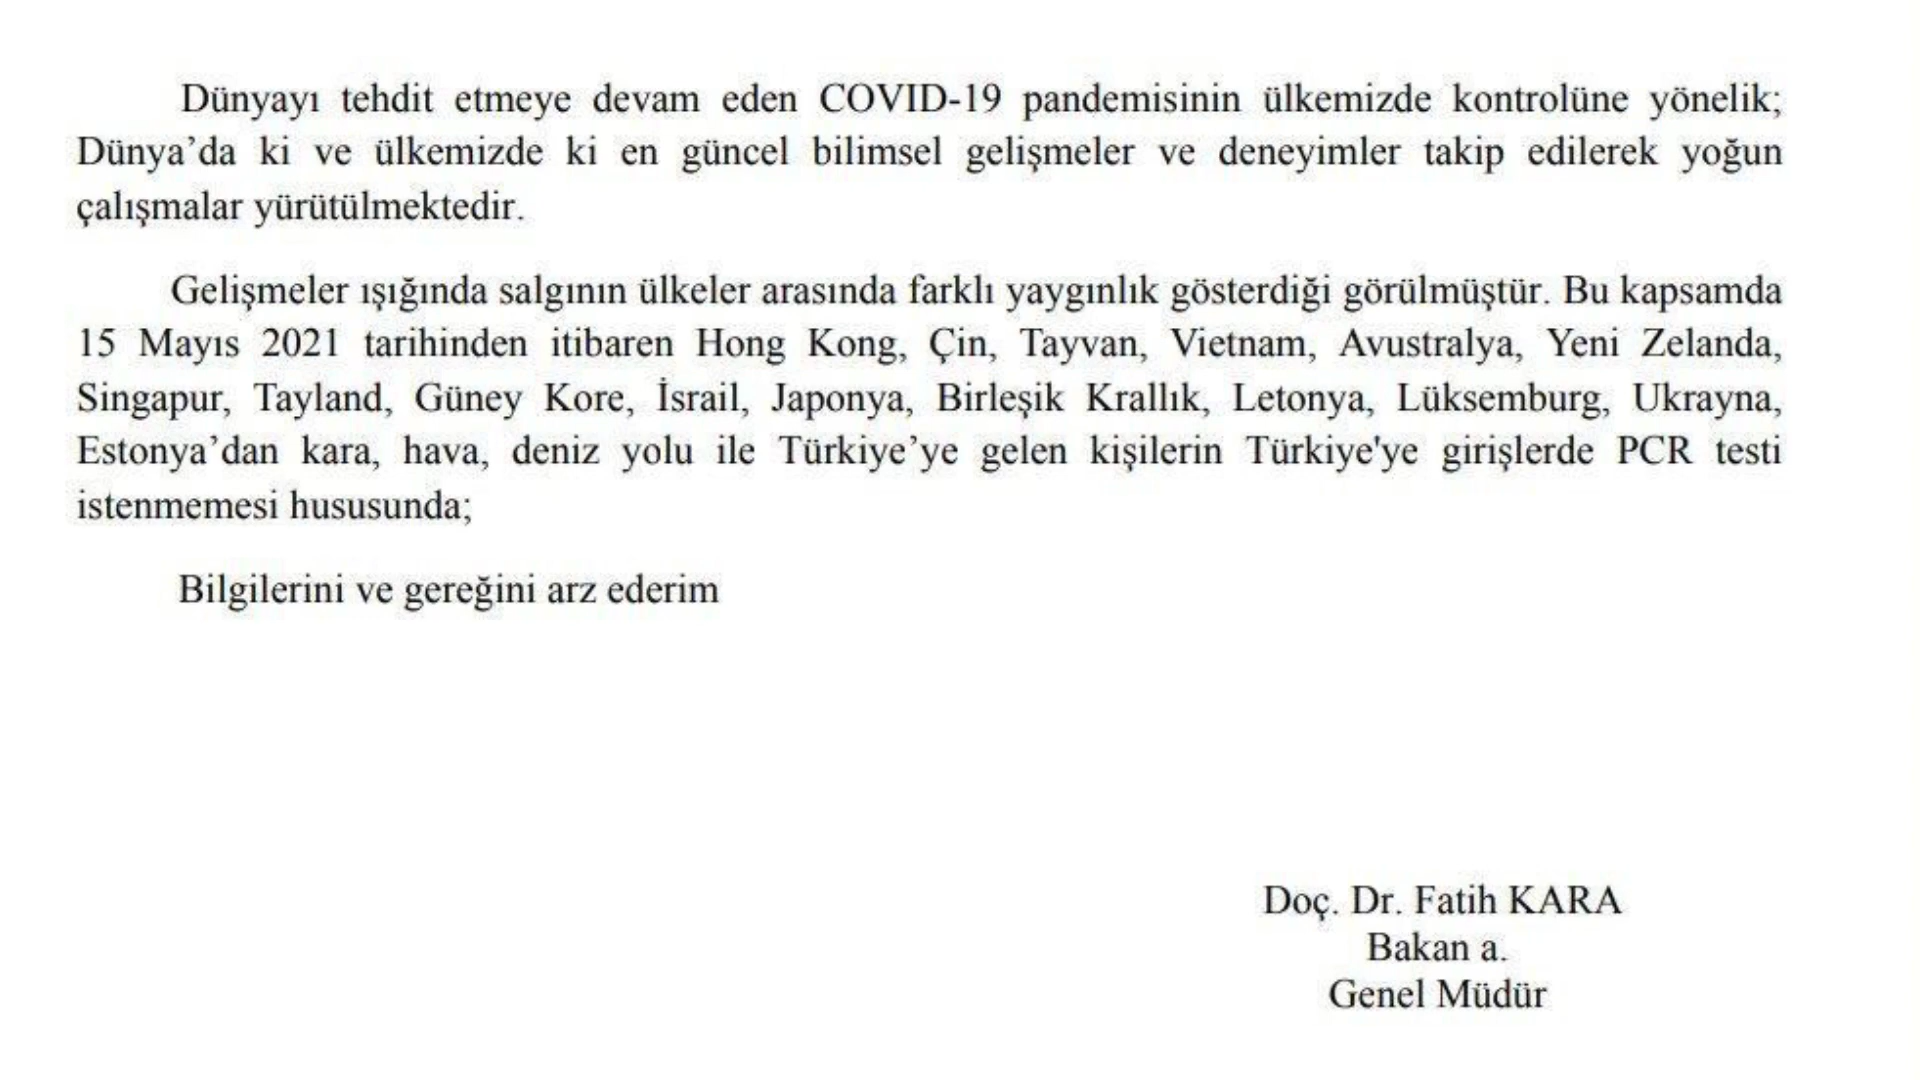 Dünyayı tehdit etmeye devam eden COVID-19 pandemisinin ülkemizde kontrolüne yönelik;
Dünya’da ki ve ülkemizde ki en güncel bilimsel gelişmeler ve deneyimler takip edilerek yoğun
çalışmalar yürütülmektedir.
Gelişmeler ışığında salgının ülkeler arasında farklı yaygınlık gösterdiği görülmüştür. Bu kapsamda
15 Mayıs 2021 tarihinden itibaren Hong Kong, Çin, Tayvan, Vietnam, Avustralya, Yeni Zelanda,
Singapur, Tayland, Güney Kore, İsrail, Japonya, Birleşik Krallık, Letonya, Lüksemburg, Ukrayna,
Estonya’dan kara, hava, deniz yolu ile Türkiye’ye gelen kişilerin Türkiye'ye girişlerde PCR testi
istenmemesi hususunda;
Bilgilerini ve gereğini arz ederim
Doç. Dr. Fatih KARA
Bakan a.
Genel Müdür